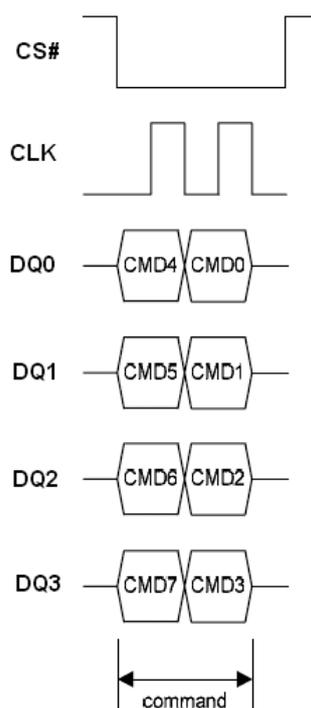 CS#
CLK
DQ0 CMD4 CMD0
DQ1 CMD5 CMD1
DQ2 CMD6 CMD2
DQ3 CMD7 CMD3
command